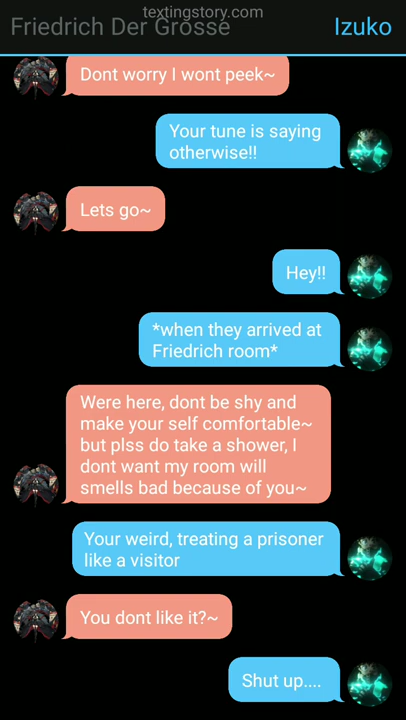 textingstory.com
Friedrich Der Grosse
Izuko
Dont worry I wont peek~
Your tune is saying
otherwise!!
Lets go~
Hey!!
*when they arrived at
Friedrich room*
Were here, dont be shy and
make your self comfortable~
but plss do take a shower, I
dont want my room will
smells bad because of you~
Your weird, treating a prisoner
like a visitor
You dont like it?~
Shut up....